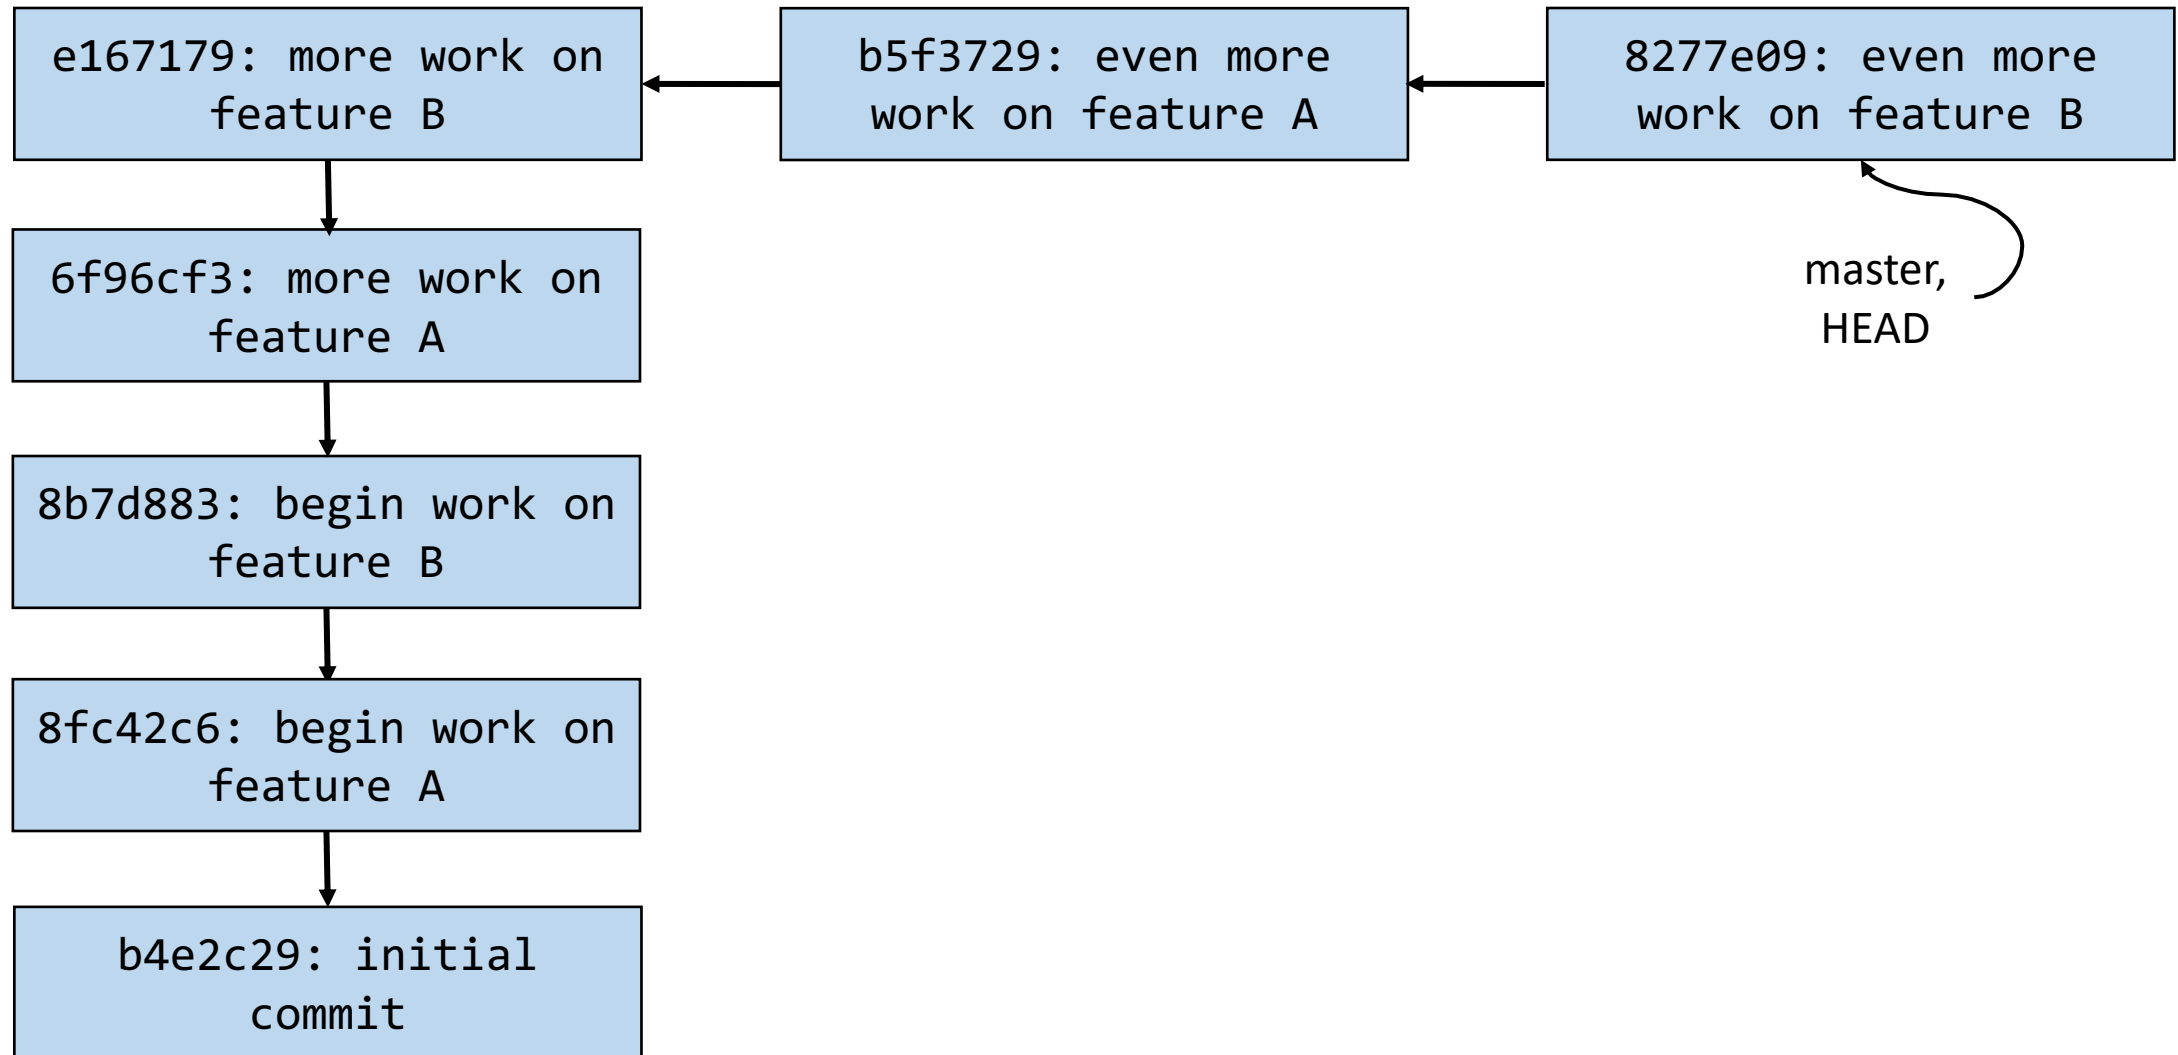 e167179: more work on
feature B
b5f3729: even more
work on feature A
8277e09: even more
work on feature B
6f96cf3: more work on
feature A
master,
HEAD
8b7d883: begin work on
feature B
8fc42c6: begin work on
feature A
b4e2c29: initial
commit